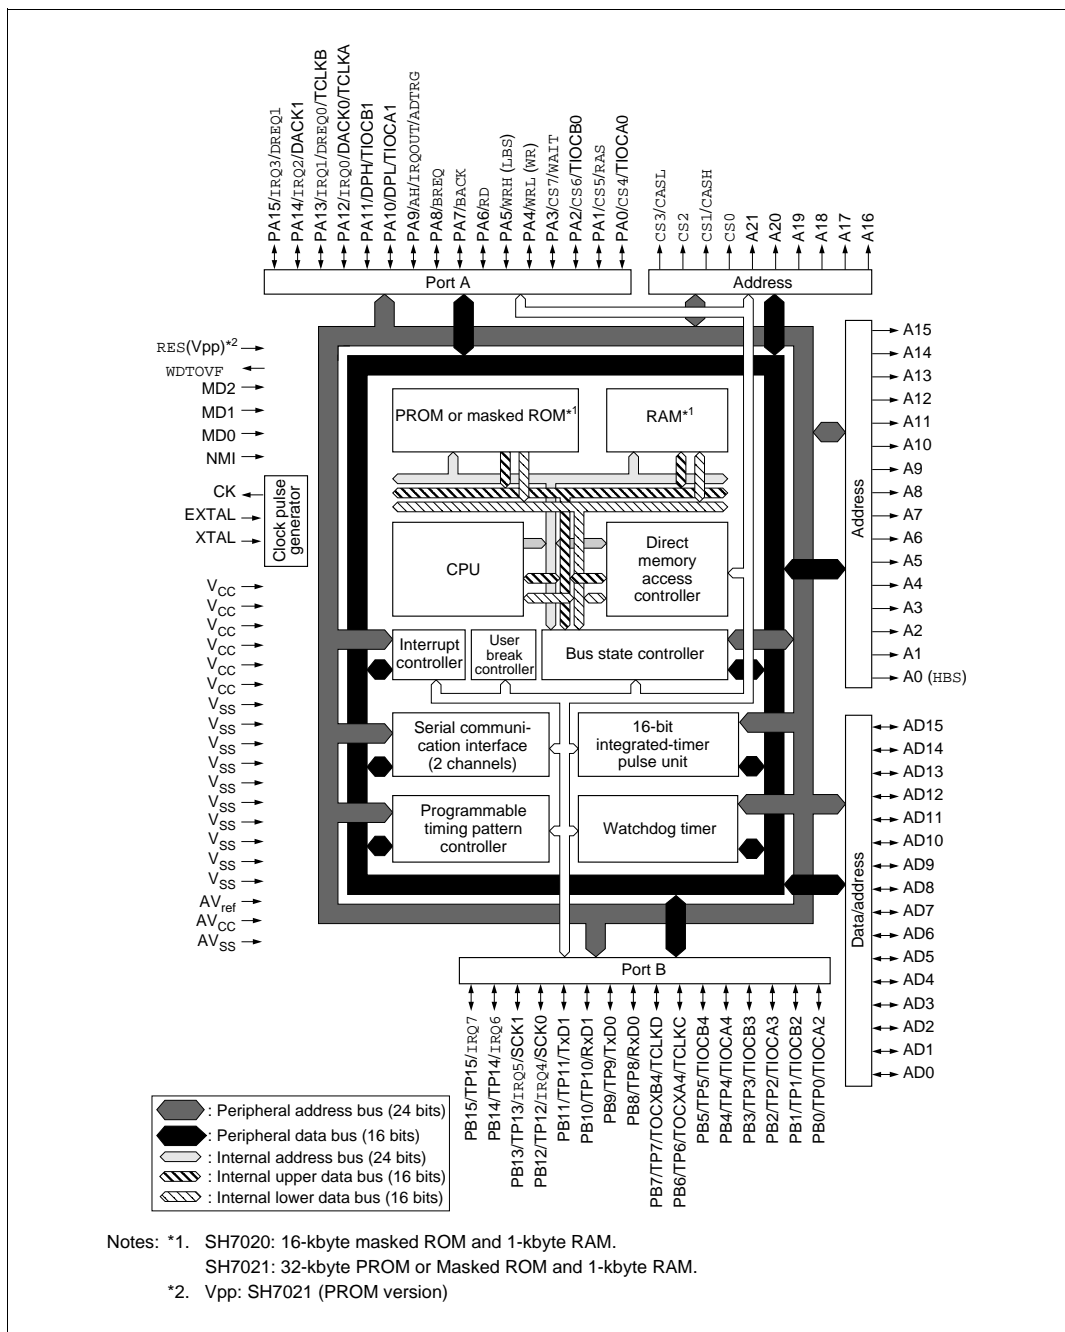 PA15/IRQ3/DREQ1
PA14/IRQ2/DACK1
PA13/IRQ1/DREQ0/TCLKB
PA12/IRQ0/DACK0/TCLKA
PA11/DPH/TIOCB1
PA10/DPL/TIOCA1
PA9/AH/IRQOUT/ADTRG
PA8/BREQ
PA7/BACK
PA6/RD
PA5/WRH (LBS)
PA4/WRL (WR)
PA3/CS7/WAIT
PA2/CS6/TIOCB0
PA1/CS5/RAS
PA0/CS4/TIOCA0
CS3/CASL
CS2
CS1/CASH
CS0
A21
A20
A19
A18
A17
A16
Port A
Address
RES(Vpp)*2
WDTOVF
MD2
MD1
MD0
NMI
CK
EXTAL
XTAL
Clock pulse
generator
VCC
VCC
VCC
VCC
VCC
VCC
VSS
VSS
VSS
VSS
VSS
VSS
VSS
VSS
VSS
VSS
AVref
AVCC
AVSS
PROM or masked ROM*1
RAM*1
CPU
Direct
memory
access
controller
Interrupt
controller
User
break
controller
Bus state controller
Serial communi-
cation interface
(2 channels)
16-bit
integrated-timer
pulse unit
Programmable
timing pattern
controller
Watchdog timer
Address
A15
A14
A13
A12
A11
A10
A9
A8
A7
A6
A5
A4
A3
A2
A1
A0 (HBS)
Data/address
AD15
AD14
AD13
AD12
AD11
AD10
AD9
AD8
AD7
AD6
AD5
AD4
AD3
AD2
AD1
AD0
Port B
PB15/TP15/IRQ7
PB14/TP14/IRQ6
PB13/TP13/IRQ5/SCK1
PB12/TP12/IRQ4/SCK0
PB11/TP11/TxD1
PB10/TP10/RxD1
PB9/TP9/TxD0
PB8/TP8/RxD0
PB7/TP7/TOCXB4/TCLKD
PB6/TP6/TOCXA4/TCLKC
PB5/TP5/TIOCB4
PB4/TP4/TIOCA4
PB3/TP3/TIOCB3
PB2/TP2/TIOCA3
PB1/TP1/TIOCB2
PB0/TP0/TIOCA2
: Peripheral address bus (24 bits)
: Peripheral data bus (16 bits)
: Internal address bus (24 bits)
: Internal upper data bus (16 bits)
: Internal lower data bus (16 bits)
Notes: *1. SH7020: 16-kbyte masked ROM and 1-kbyte RAM.
SH7021: 32-kbyte PROM or Masked ROM and 1-kbyte RAM.
*2. Vpp: SH7021 (PROM version)